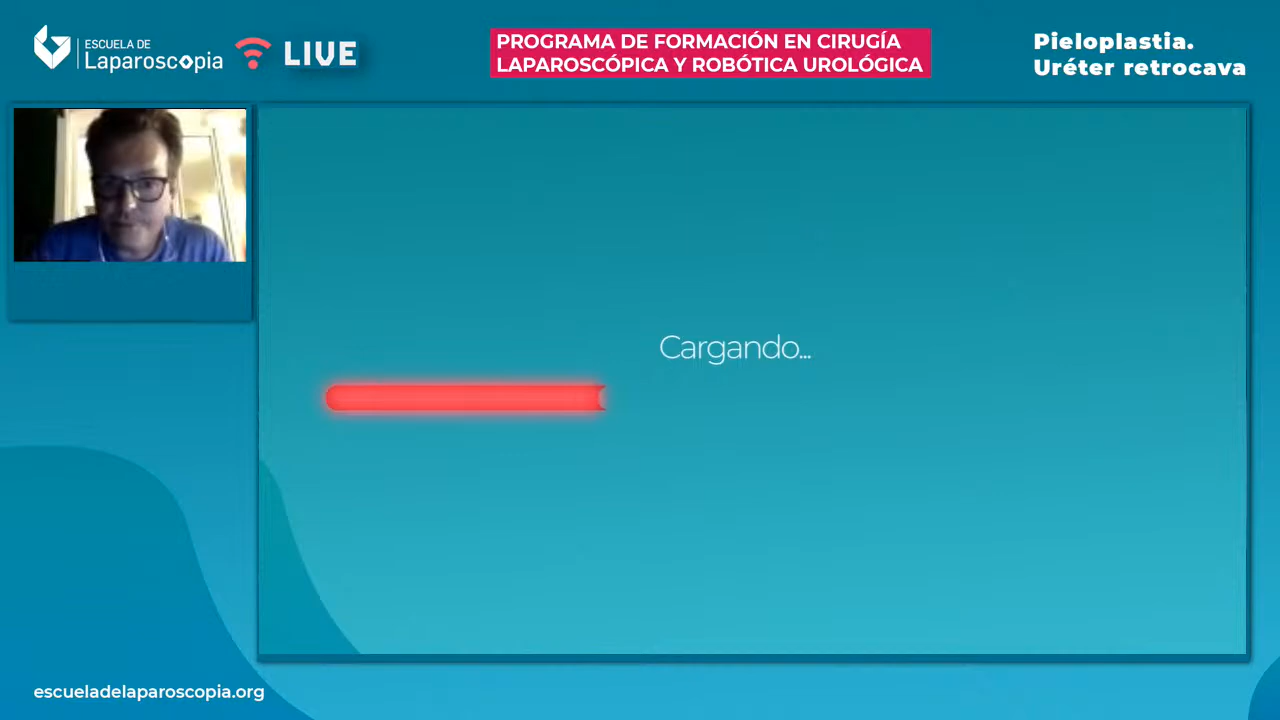 ESCUELA DE
Laparoscopia
LIVE
PROGRAMA DE FORMACIÓN EN CIRUGÍA
LAPAROSCÓPICA Y ROBÓTICA UROLÓGICA
Pieloplastia.
Uréter retrocava
Cargando...
escueladelaparoscopia.org